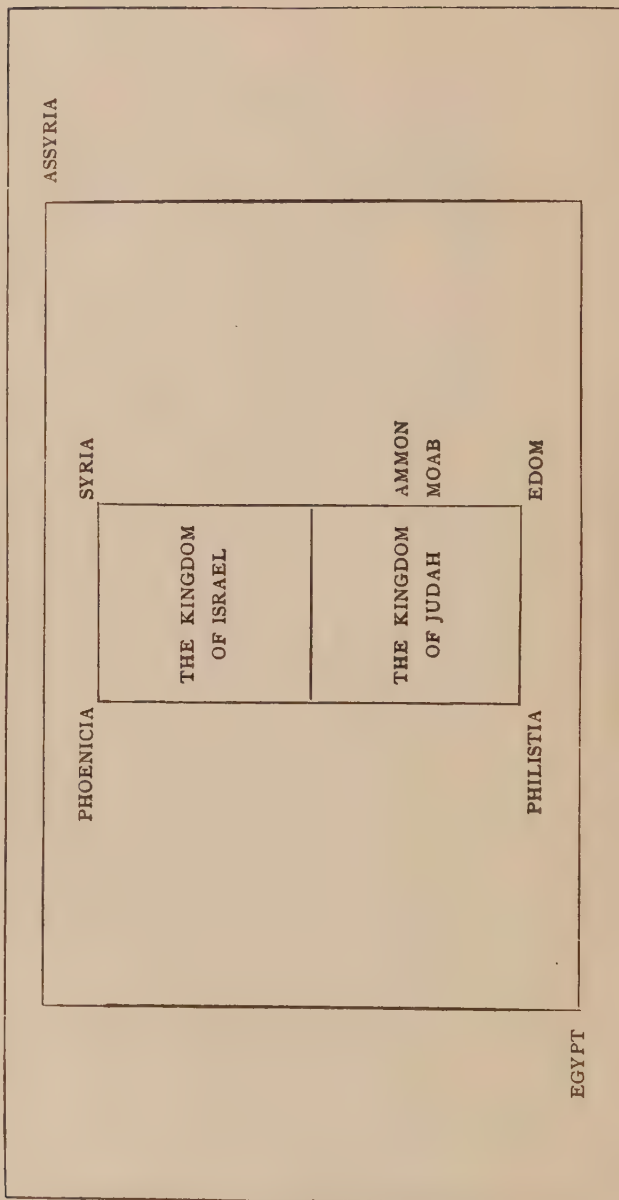 ASSYRIA
PHOENICIA
SYRIA
THE KINGDOM
OF ISRAEL
THE KINGDOM
OF JUDAH
AMMON
MOAB
PHILISTIA
EDOM
EGYPT